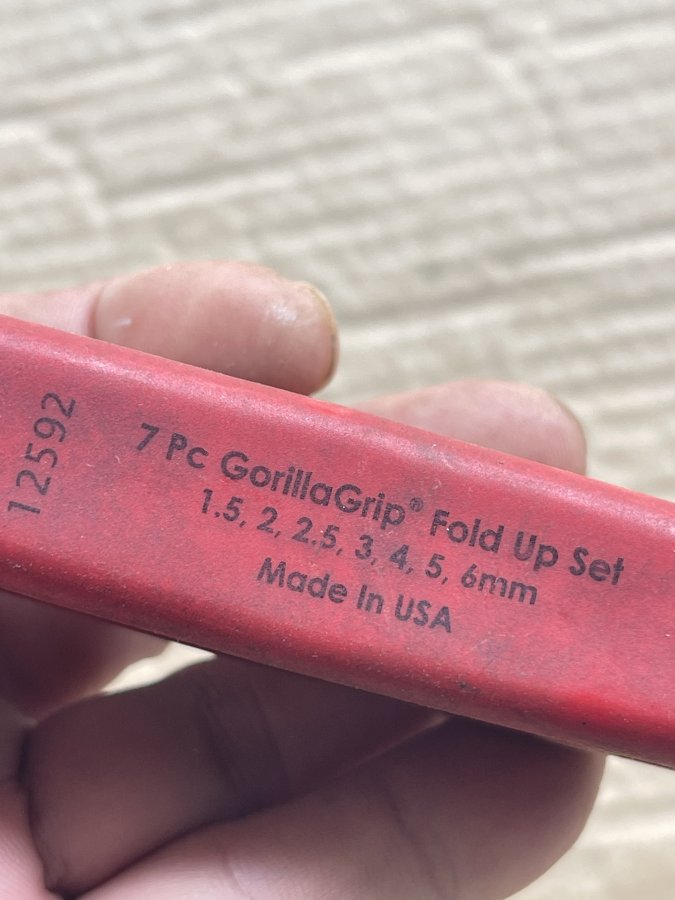 12592
7 Pc GorillaGrip® Fold Up Set
1.5, 2, 2.5, 3, 4, 5, 6mm
Made In USA